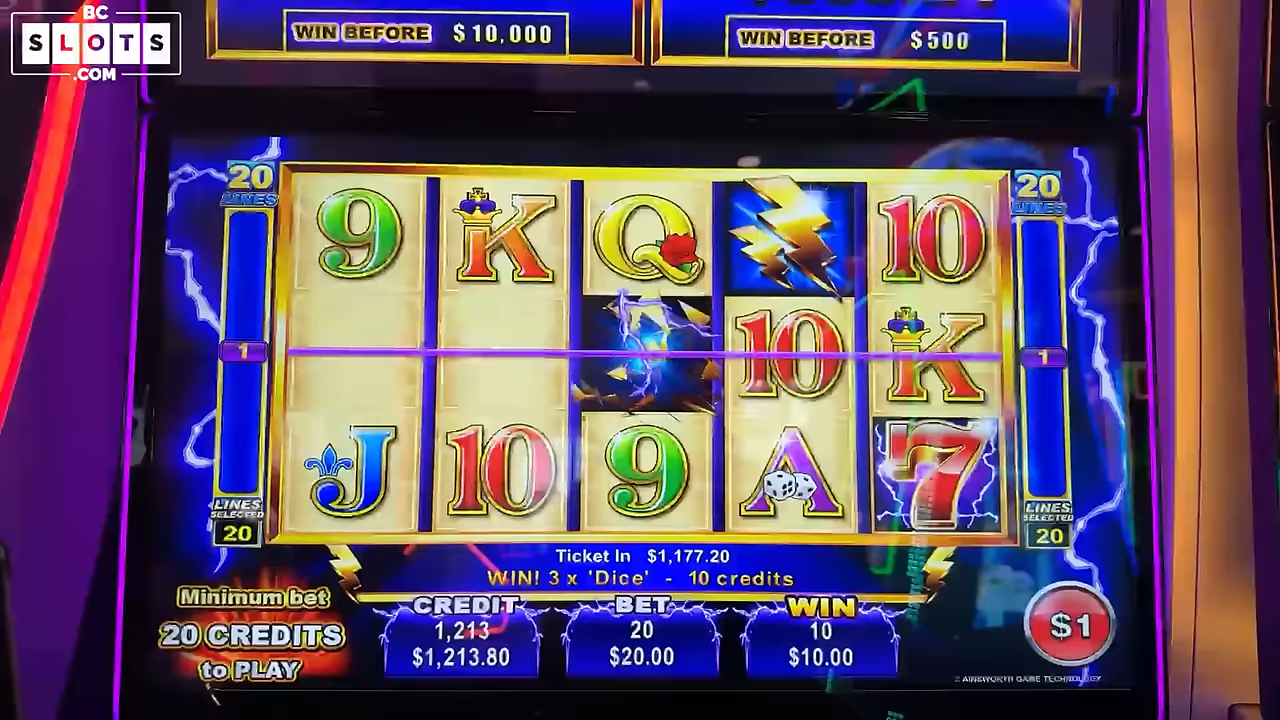 BC
SLOTS
.COM
WIN BEFORE $10,000
WIN BEFORE $500
20
LINES
20
LINES
9 K Q 10
10 K
1
1
J 10 9 A 7
LINES
SELECTED
20
LINES
SELECTED
20
Ticket In $1,177.20
WIN! 3 x 'Dice' - 10 credits
Minimum bet
20 CREDITS
to PLAY
CREDIT
1,213
$1,213.80
BET
20
$20.00
WIN
10
$10.00
$1
© AINSWORTH GAME TECHNOLOGY